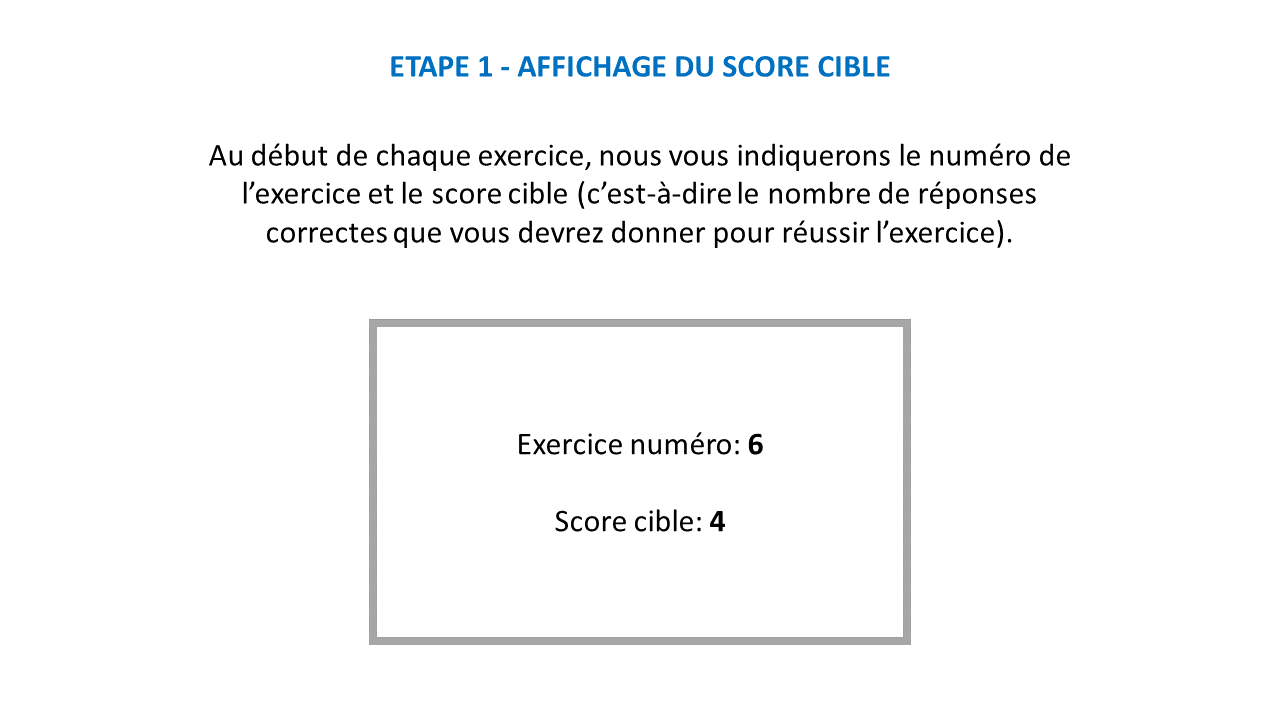 ETAPE 1 - AFFICHAGE DU SCORE CIBLE
Au début de chaque exercice, nous vous indiquerons le numéro de
l’exercice et le score cible (c’est-à-dire le nombre de réponses
correctes que vous devrez donner pour réussir l’exercice).
Exercice numéro: 6
Score cible: 4